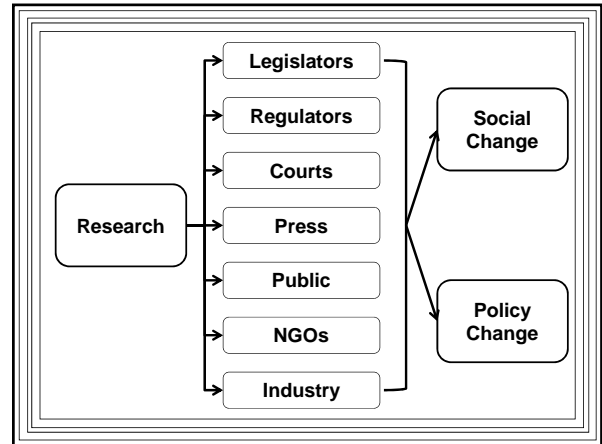 Research
Legislators
Regulators
Courts
Press
Public
NGOs
Industry
Social
Change
Policy
Change